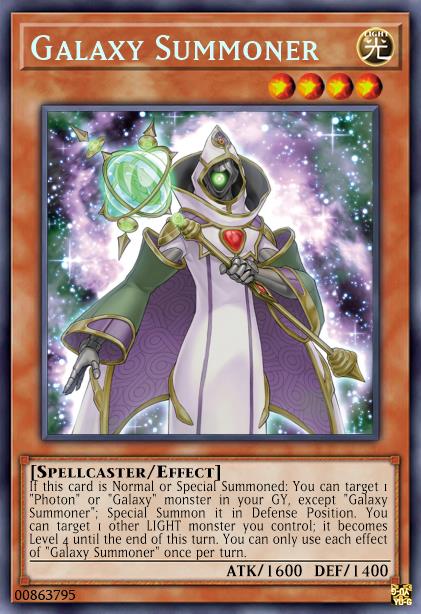 GALAXY SUMMONER
LIGHT
光
[SPELLCASTER/EFFECT]
If this card is Normal or Special Summoned: You can target 1
"Photon" or "Galaxy" monster in your GY, except "Galaxy
Summoner"; Special Summon it in Defense Position. You
can target 1 other LIGHT monster you control; it becomes
Level 4 until the end of this turn. You can only use each effect
of "Galaxy Summoner" once per turn.
ATK/1600 DEF/1400
00863795